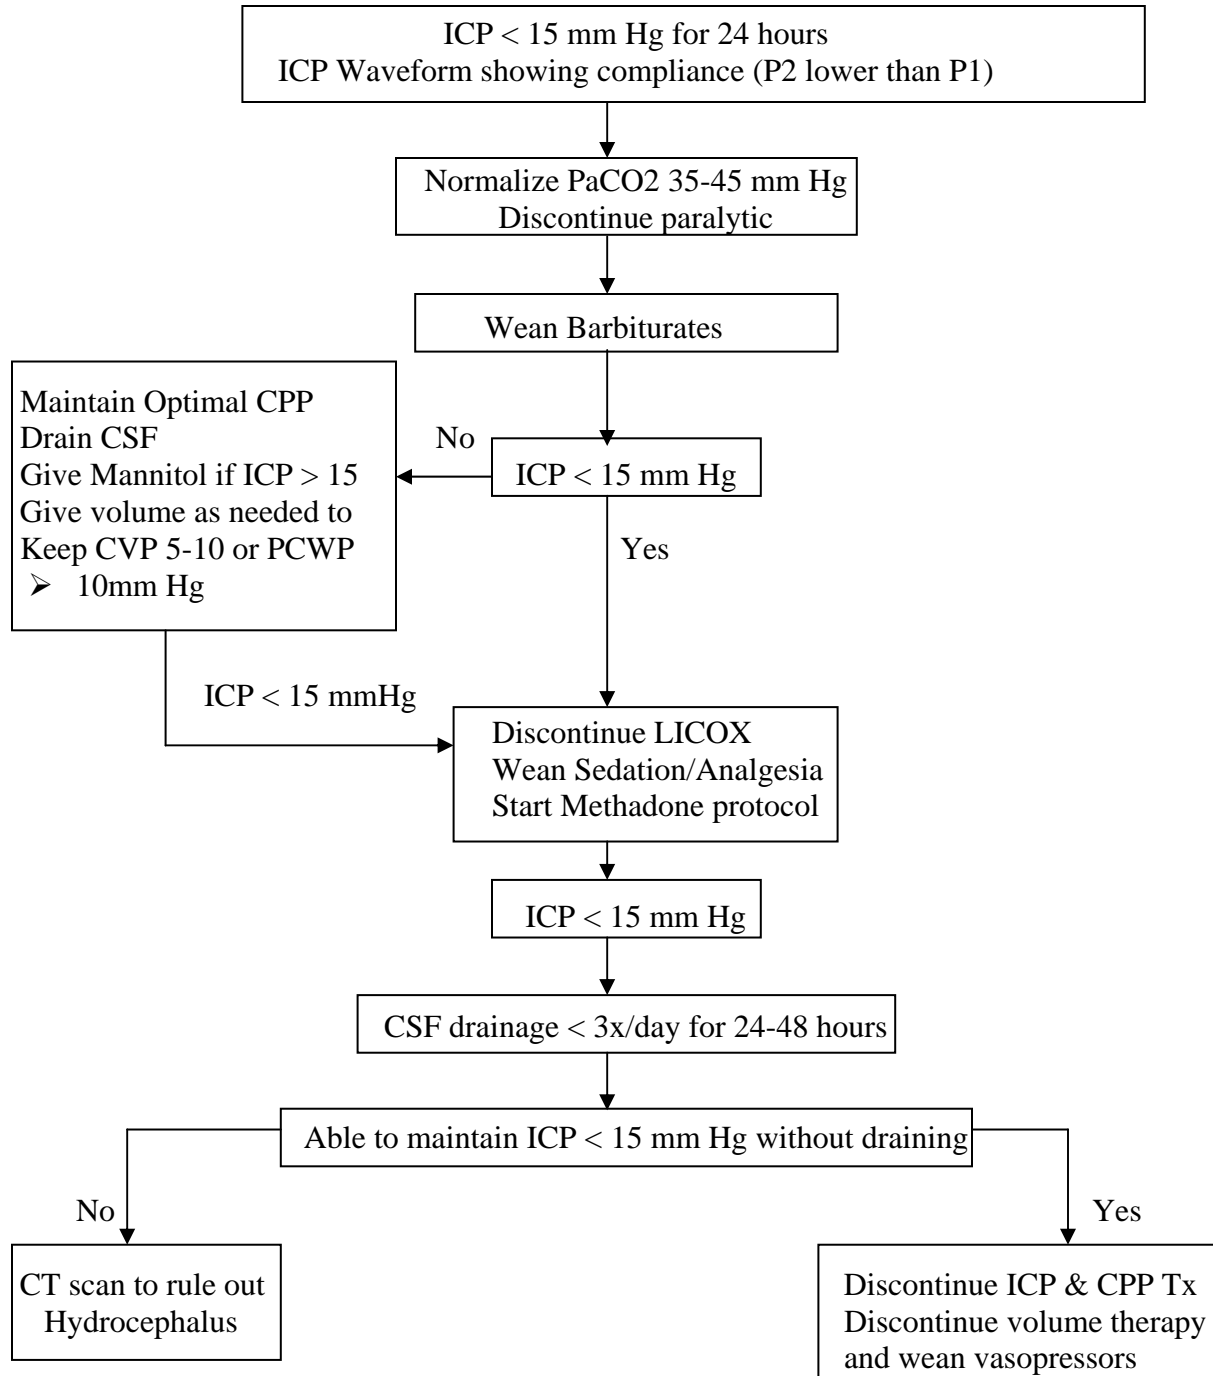 ICP < 15 mm Hg for 24 hours
ICP Waveform showing compliance (P2 lower than P1)
Normalize PaCO2 35-45 mm Hg
Discontinue paralytic
Wean Barbiturates
Maintain Optimal CPP
Drain CSF
Give Mannitol if ICP > 15
Give volume as needed to
Keep CVP 5-10 or PCWP
➢ 10mm Hg
No
ICP < 15 mm Hg
Yes
ICP < 15 mmHg
Discontinue LICOX
Wean Sedation/Analgesia
Start Methadone protocol
ICP < 15 mm Hg
CSF drainage < 3x/day for 24-48 hours
Able to maintain ICP < 15 mm Hg without draining
No
Yes
CT scan to rule out
Hydrocephalus
Discontinue ICP & CPP Tx
Discontinue volume therapy
and wean vasopressors